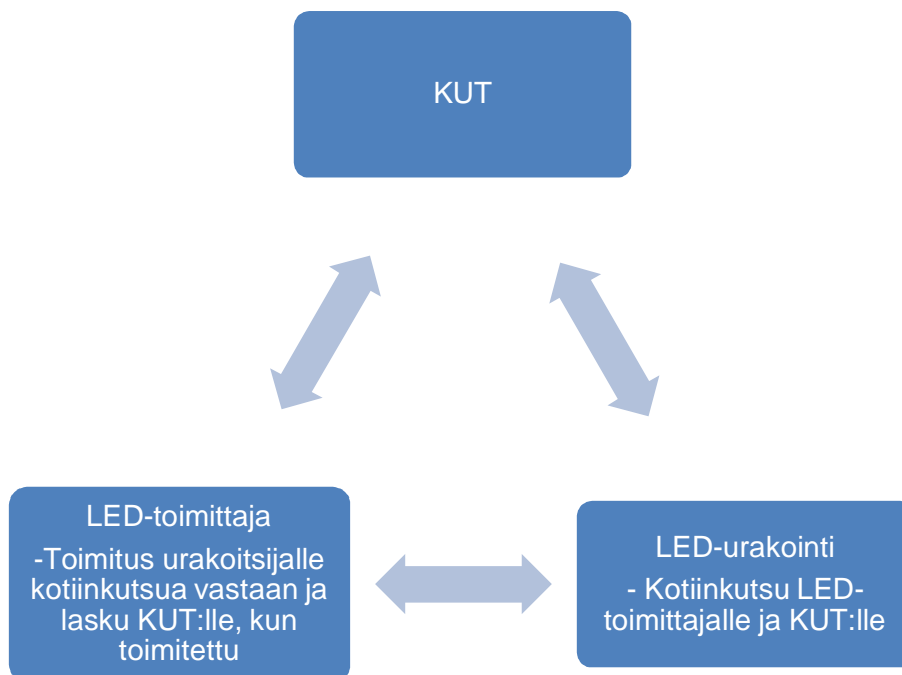 KUT
LED-toimittaja
-Toimitus urakoitsijalle
kotiinkutsua vastaan ja
lasku KUT:lle, kun
toimitettu
LED-urakointi
- Kotiinkutsu LED-
toimittajalle ja KUT:lle